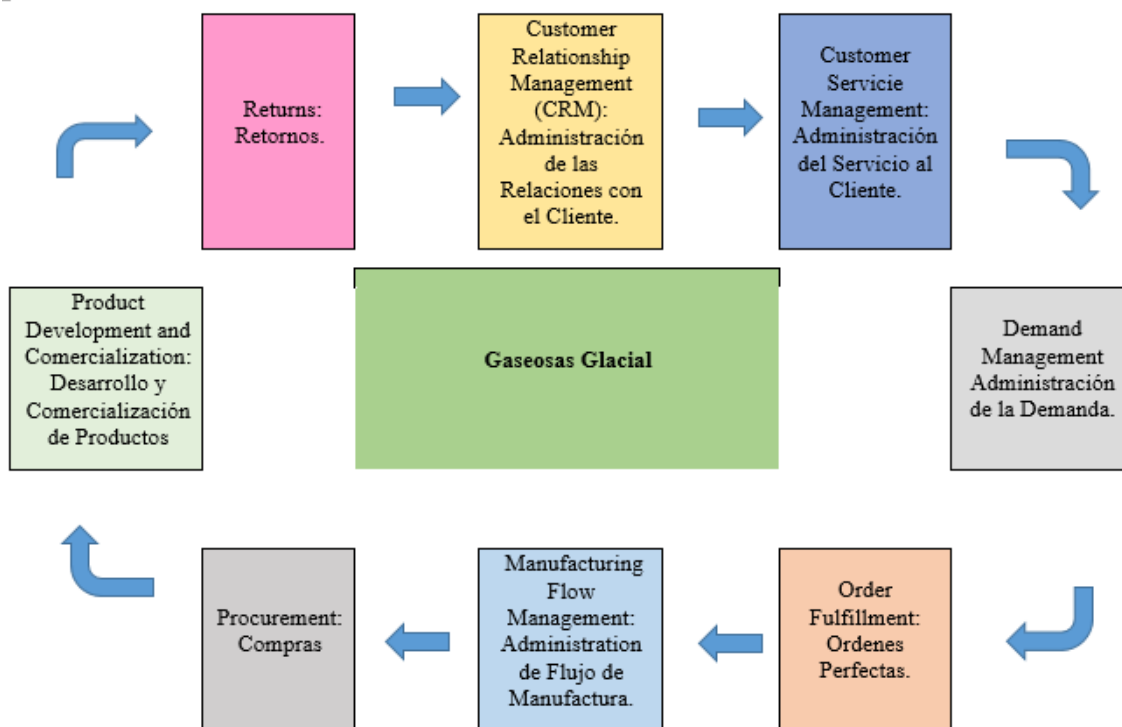 Returns:
Retornos.
Customer
Relationship
Management
(CRM):
Administración
de las
Relaciones con
el Cliente.
Customer
Servicie
Management:
Administración
del Servicio al
Cliente.
Product
Development and
Comercialization:
Desarrollo y
Comercialización
de Productos
Gaseosas Glacial
Demand
Management
Administración
de la Demanda.
Procurement:
Compras
Manufacturing
Flow
Management:
Administration
de Flujo de
Manufactura.
Order
Fulfillment:
Ordenes
Perfectas.